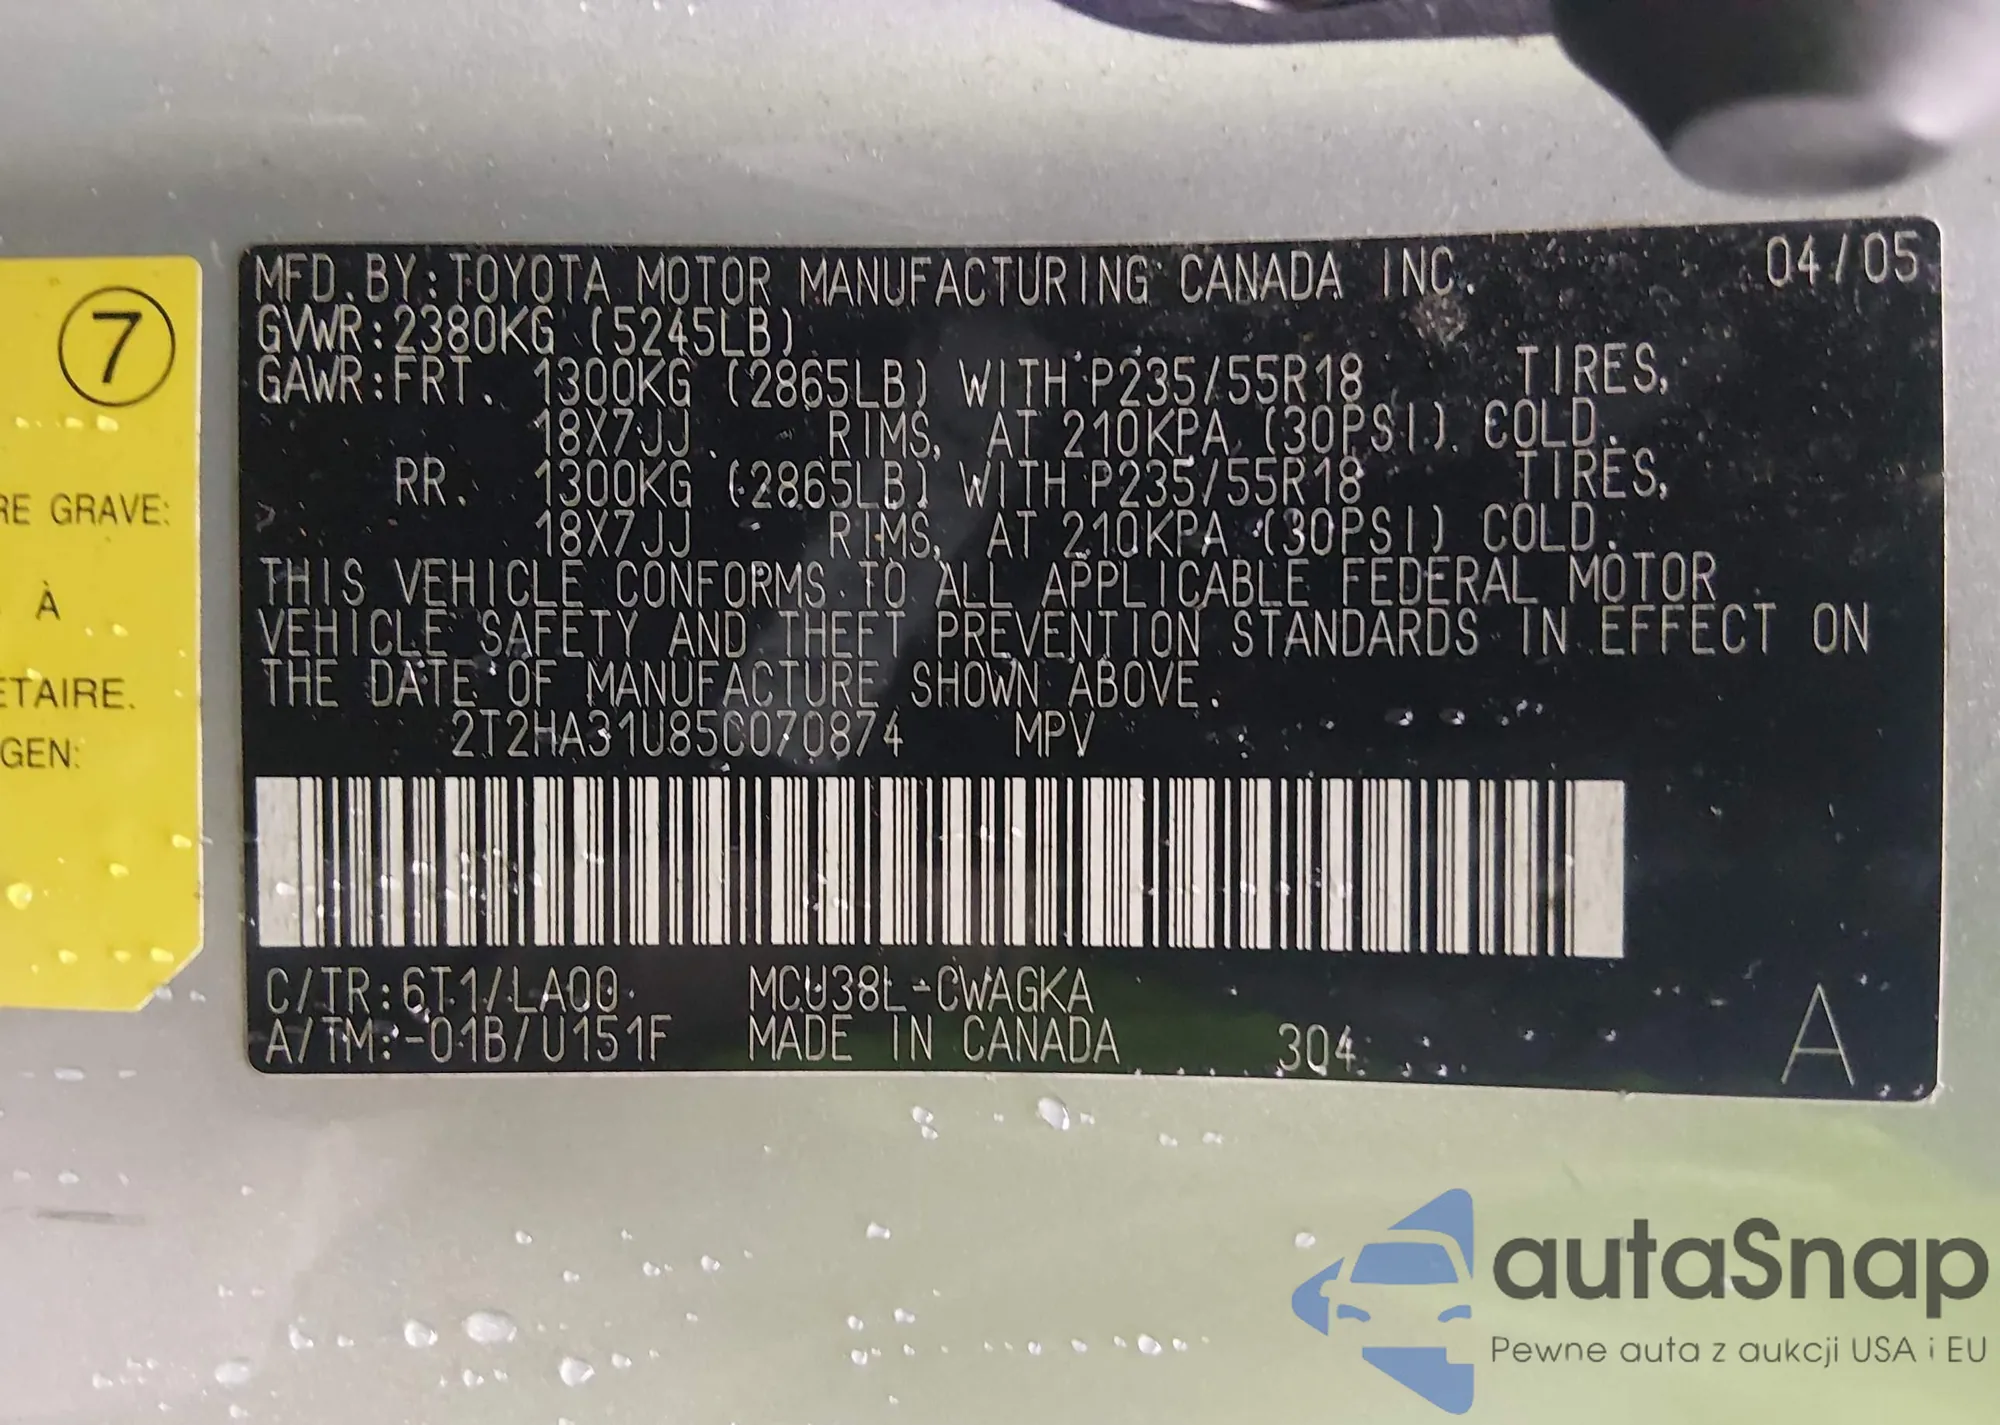 7
RE GRAVE:
À
ETAIRE.
GEN:
MFD. BY: TOYOTA MOTOR MANUFACTURING CANADA INC. 04/05
GVWR: 2380KG (5245LB)
GAWR: FRT. 1300KG (2865LB) WITH P235/55R18 TIRES,
18X7JJ RIMS, AT 210KPA (30PSI) COLD.
RR. 1300KG (2865LB) WITH P235/55R18 TIRES,
18X7JJ RIMS, AT 210KPA (30PSI) COLD.
THIS VEHICLE CONFORMS TO ALL APPLICABLE FEDERAL MOTOR
VEHICLE SAFETY AND THEFT PREVENTION STANDARDS IN EFFECT ON
THE DATE OF MANUFACTURE SHOWN ABOVE.
2T2HA31U85C070874 MPV
C/TR: 6T1/LA00 MCU38L-CWAGKA
A/TM: -01B/U151F MADE IN CANADA 304 A
autaSnap
Pewne auta z aukcji USA i EU